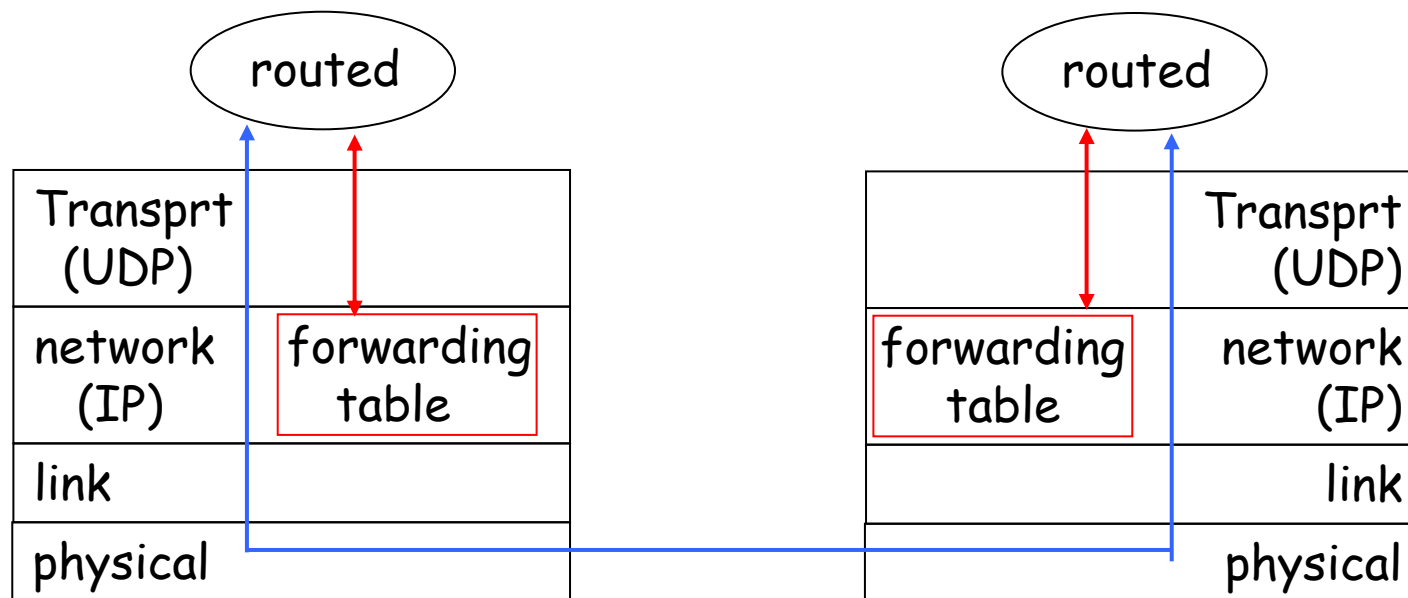 routed
routed
Transprt
(UDP)
Transprt
(UDP)
network
(IP)
forwarding
table
forwarding
table
network
(IP)
link
link
physical
physical